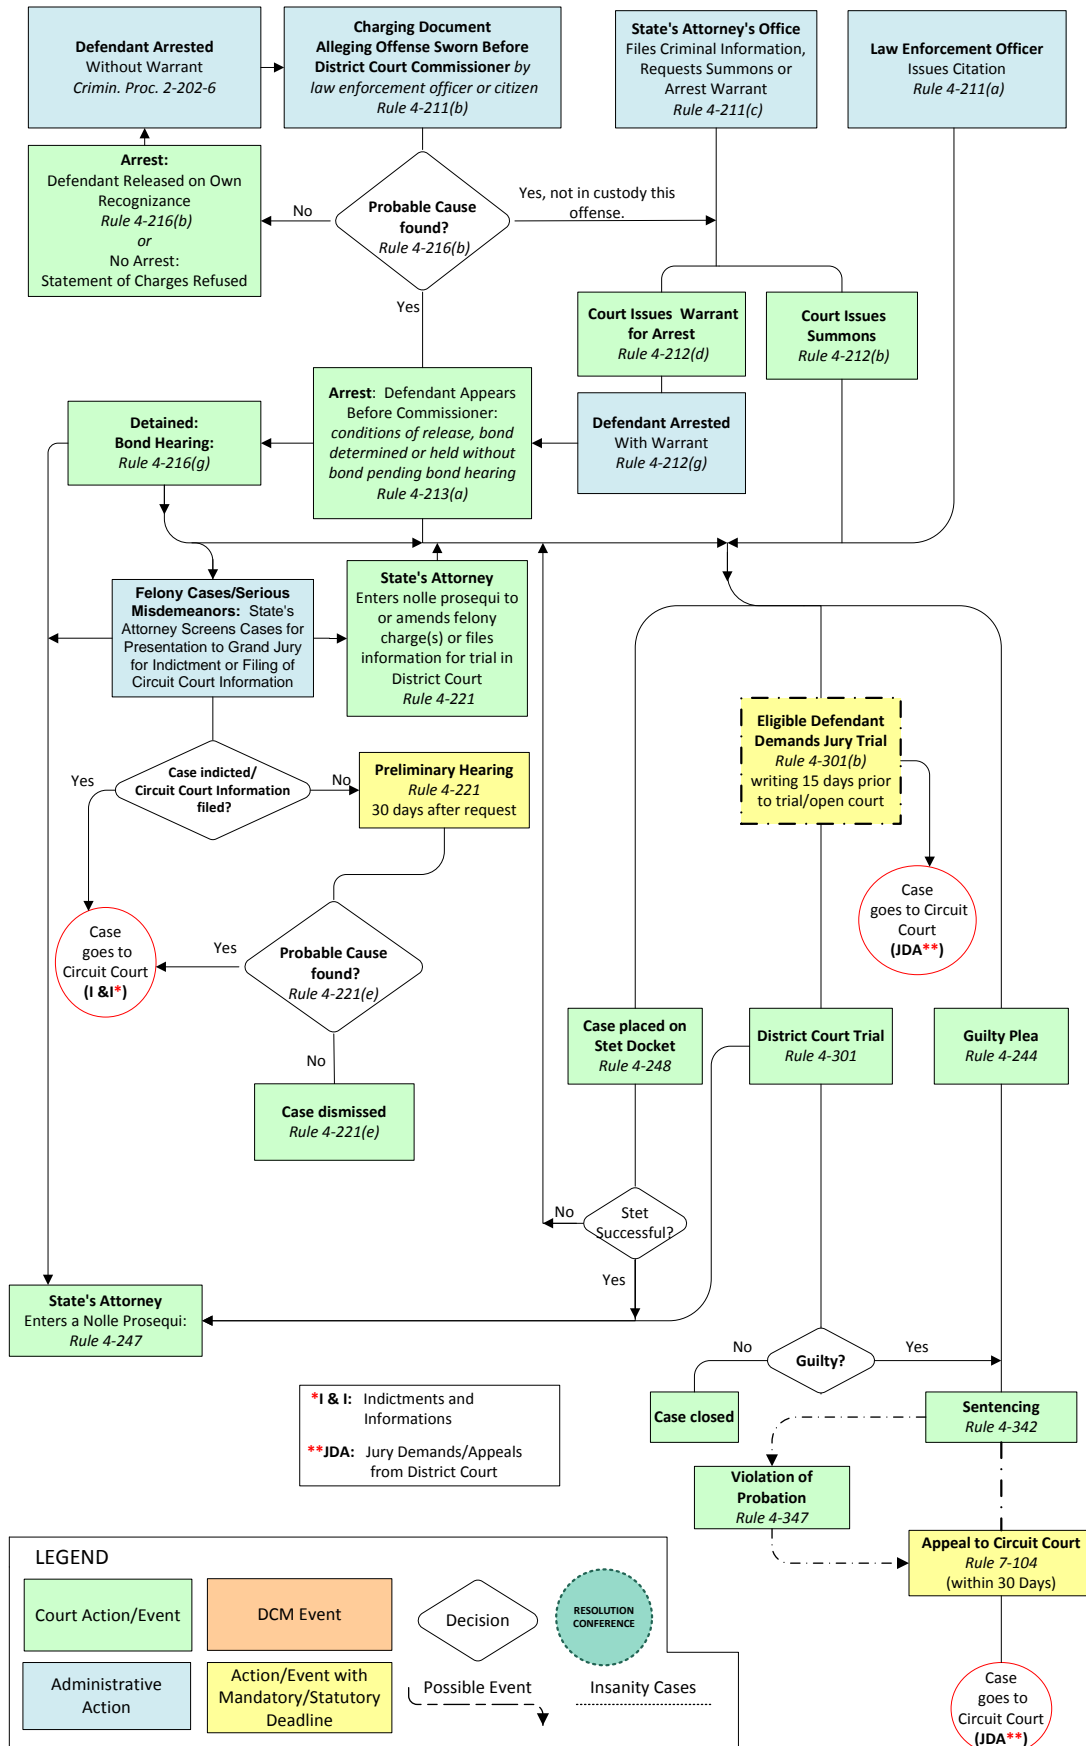 Defendant Arrested
Without Warrant
Crimin. Proc. 2-202-6
Charging Document
Alleging Offense Sworn Before
District Court Commissioner by
law enforcement officer or citizen
Rule 4-211(b)
State's Attorney's Office
Files Criminal Information,
Requests Summons or
Arrest Warrant
Rule 4-211(c)
Law Enforcement Officer
Issues Citation
Rule 4-211(a)
Arrest:
Defendant Released on Own
Recognizance
Rule 4-216(b)
or
No Arrest:
Statement of Charges Refused
No
Probable Cause
found?
Rule 4-216(b)
Yes, not in custody this
offense.
Yes
Court Issues Warrant
for Arrest
Rule 4-212(d)
Court Issues
Summons
Rule 4-212(b)
Detained:
Bond Hearing:
Rule 4-216(g)
Arrest: Defendant Appears
Before Commissioner:
conditions of release, bond
determined or held without
bond pending bond hearing
Rule 4-213(a)
Defendant Arrested
With Warrant
Rule 4-212(g)
Felony Cases/Serious
Misdemeanors: State's
Attorney Screens Cases for
Presentation to Grand Jury
for Indictment or Filing of
Circuit Court Information
State's Attorney
Enters nolle prosequi to
or amends felony
charge(s) or files
information for trial in
District Court
Rule 4-221
Eligible Defendant
Demands Jury Trial
Rule 4-301(b)
writing 15 days prior
to trial/open court
Yes
Case indicted/
Circuit Court Information
filed?
No
Preliminary Hearing
Rule 4-221
30 days after request
Case
goes to Circuit
Court
(JDA**)
Case
goes to
Circuit Court
(I &I*)
Yes
Probable Cause
found?
Rule 4-221(e)
No
Case dismissed
Rule 4-221(e)
Case placed on
Stet Docket
Rule 4-248
District Court Trial
Rule 4-301
Guilty Plea
Rule 4-244
No
Stet
Successful?
Yes
State's Attorney
Enters a Nolle Prosequi:
Rule 4-247
No
Guilty?
Yes
Case closed
Sentencing
Rule 4-342
*I & I: Indictments and
Informations
**JDA: Jury Demands/Appeals
from District Court
Violation of
Probation
Rule 4-347
Appeal to Circuit Court
Rule 7-104
(within 30 Days)
Case
goes to
Circuit Court
(JDA**)
LEGEND
Court Action/Event
DCM Event
Decision
RESOLUTION
CONFERENCE
Administrative
Action
Action/Event with
Mandatory/Statutory
Deadline
Possible Event
Insanity Cases